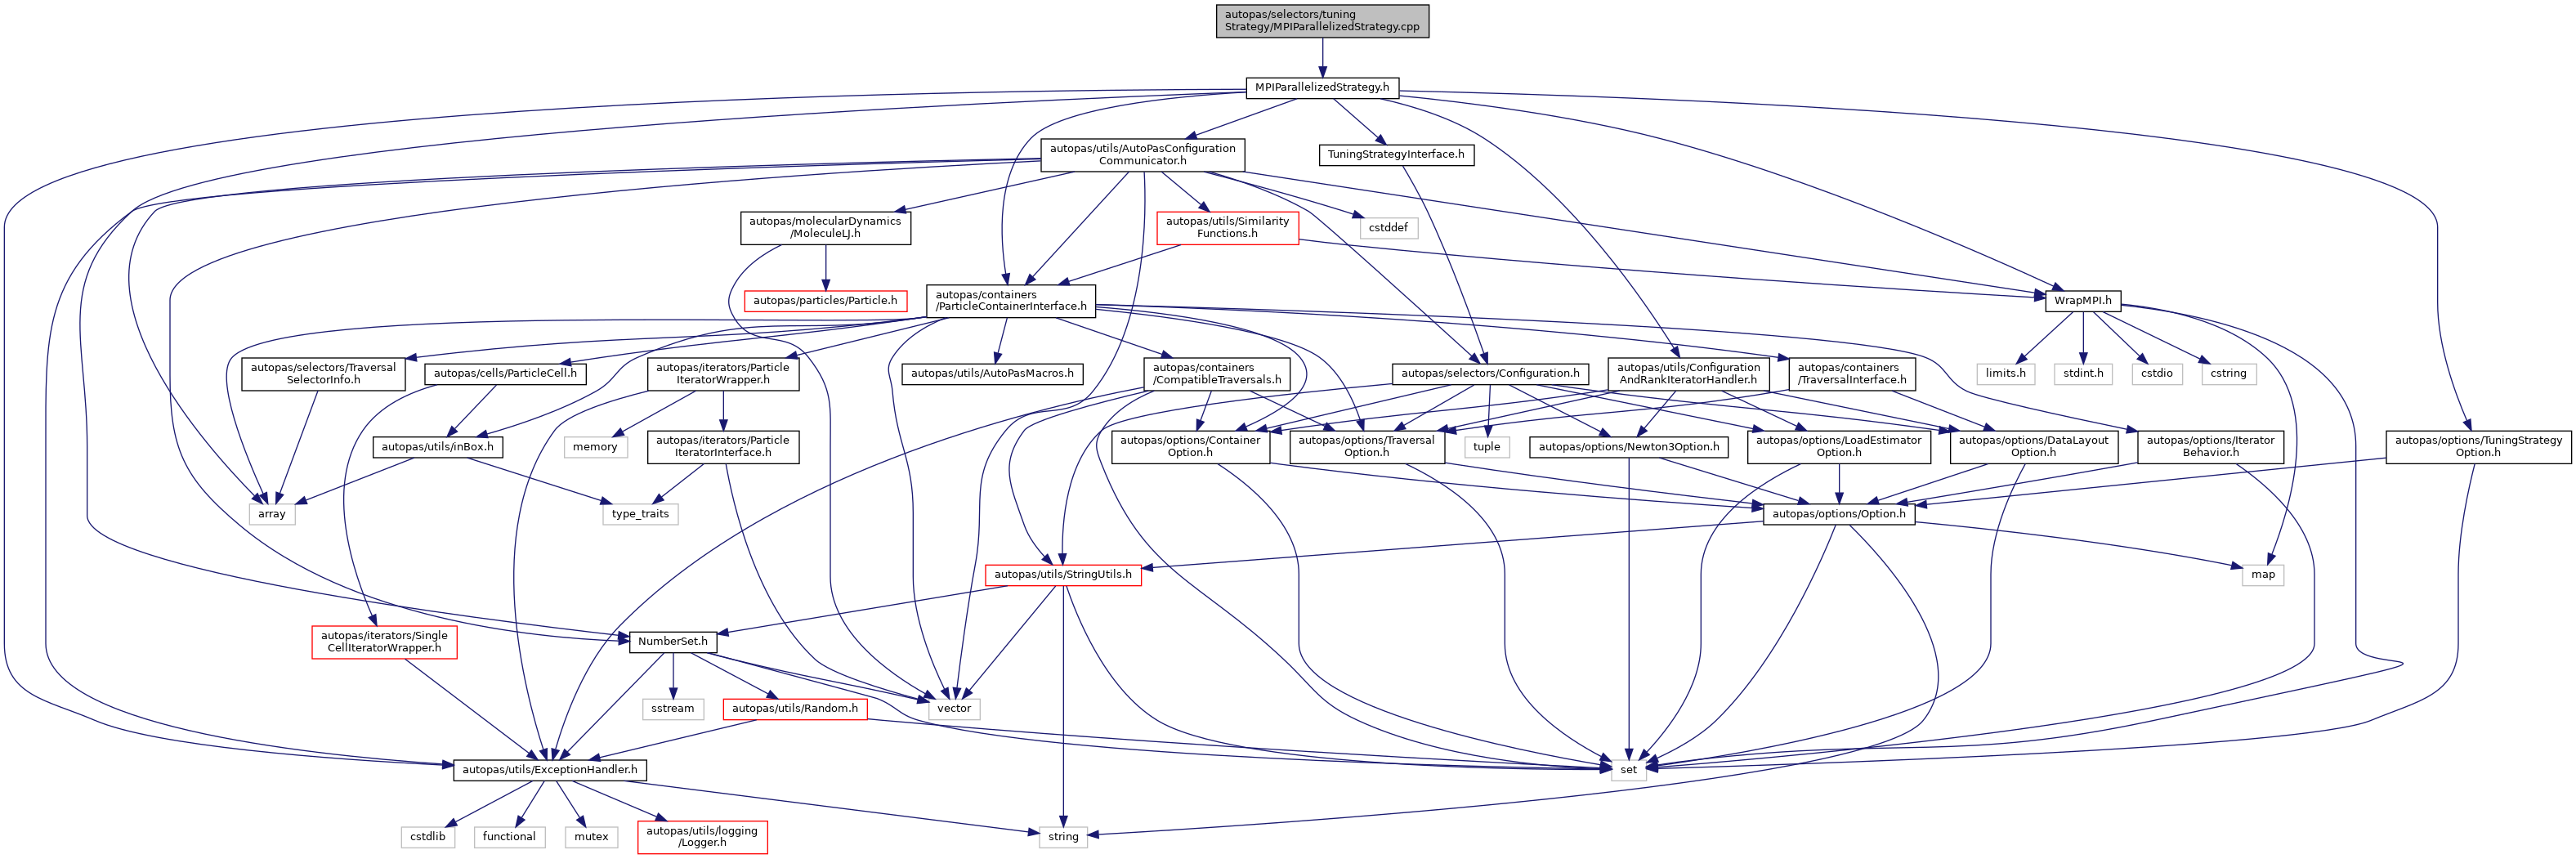 autopas/selectors/tuning
Strategy/MPIParallelizedStrategy.cpp
MPIParallelizedStrategy.h
autopas/utils/AutoPasConfiguration
Communicator.h
TuningStrategyInterface.h
autopas/molecularDynamics
/MoleculeLJ.h
autopas/utils/Similarity
Functions.h
cstddef
autopas/particles/Particle.h
autopas/containers
/ParticleContainerInterface.h
WrapMPI.h
autopas/selectors/Traversal
SelectorInfo.h
autopas/cells/ParticleCell.h
autopas/iterators/Particle
IteratorWrapper.h
autopas/utils/AutoPasMacros.h
autopas/containers
/CompatibleTraversals.h
autopas/selectors/Configuration.h
autopas/utils/Configuration
AndRankIteratorHandler.h
autopas/containers
/TraversalInterface.h
limits.h
stdint.h
cstdio
cstring
autopas/utils/inBox.h
memory
autopas/iterators/Particle
IteratorInterface.h
autopas/options/Container
Option.h
autopas/options/Traversal
Option.h
tuple
autopas/options/Newton3Option.h
autopas/options/LoadEstimator
Option.h
autopas/options/DataLayout
Option.h
autopas/options/Iterator
Behavior.h
autopas/options/TuningStrategy
Option.h
array
type_traits
autopas/options/Option.h
autopas/utils/StringUtils.h
map
autopas/iterators/Single
CellIteratorWrapper.h
NumberSet.h
sstream
autopas/utils/Random.h
vector
autopas/utils/ExceptionHandler.h
set
cstdlib
functional
mutex
autopas/utils/logging
/Logger.h
string